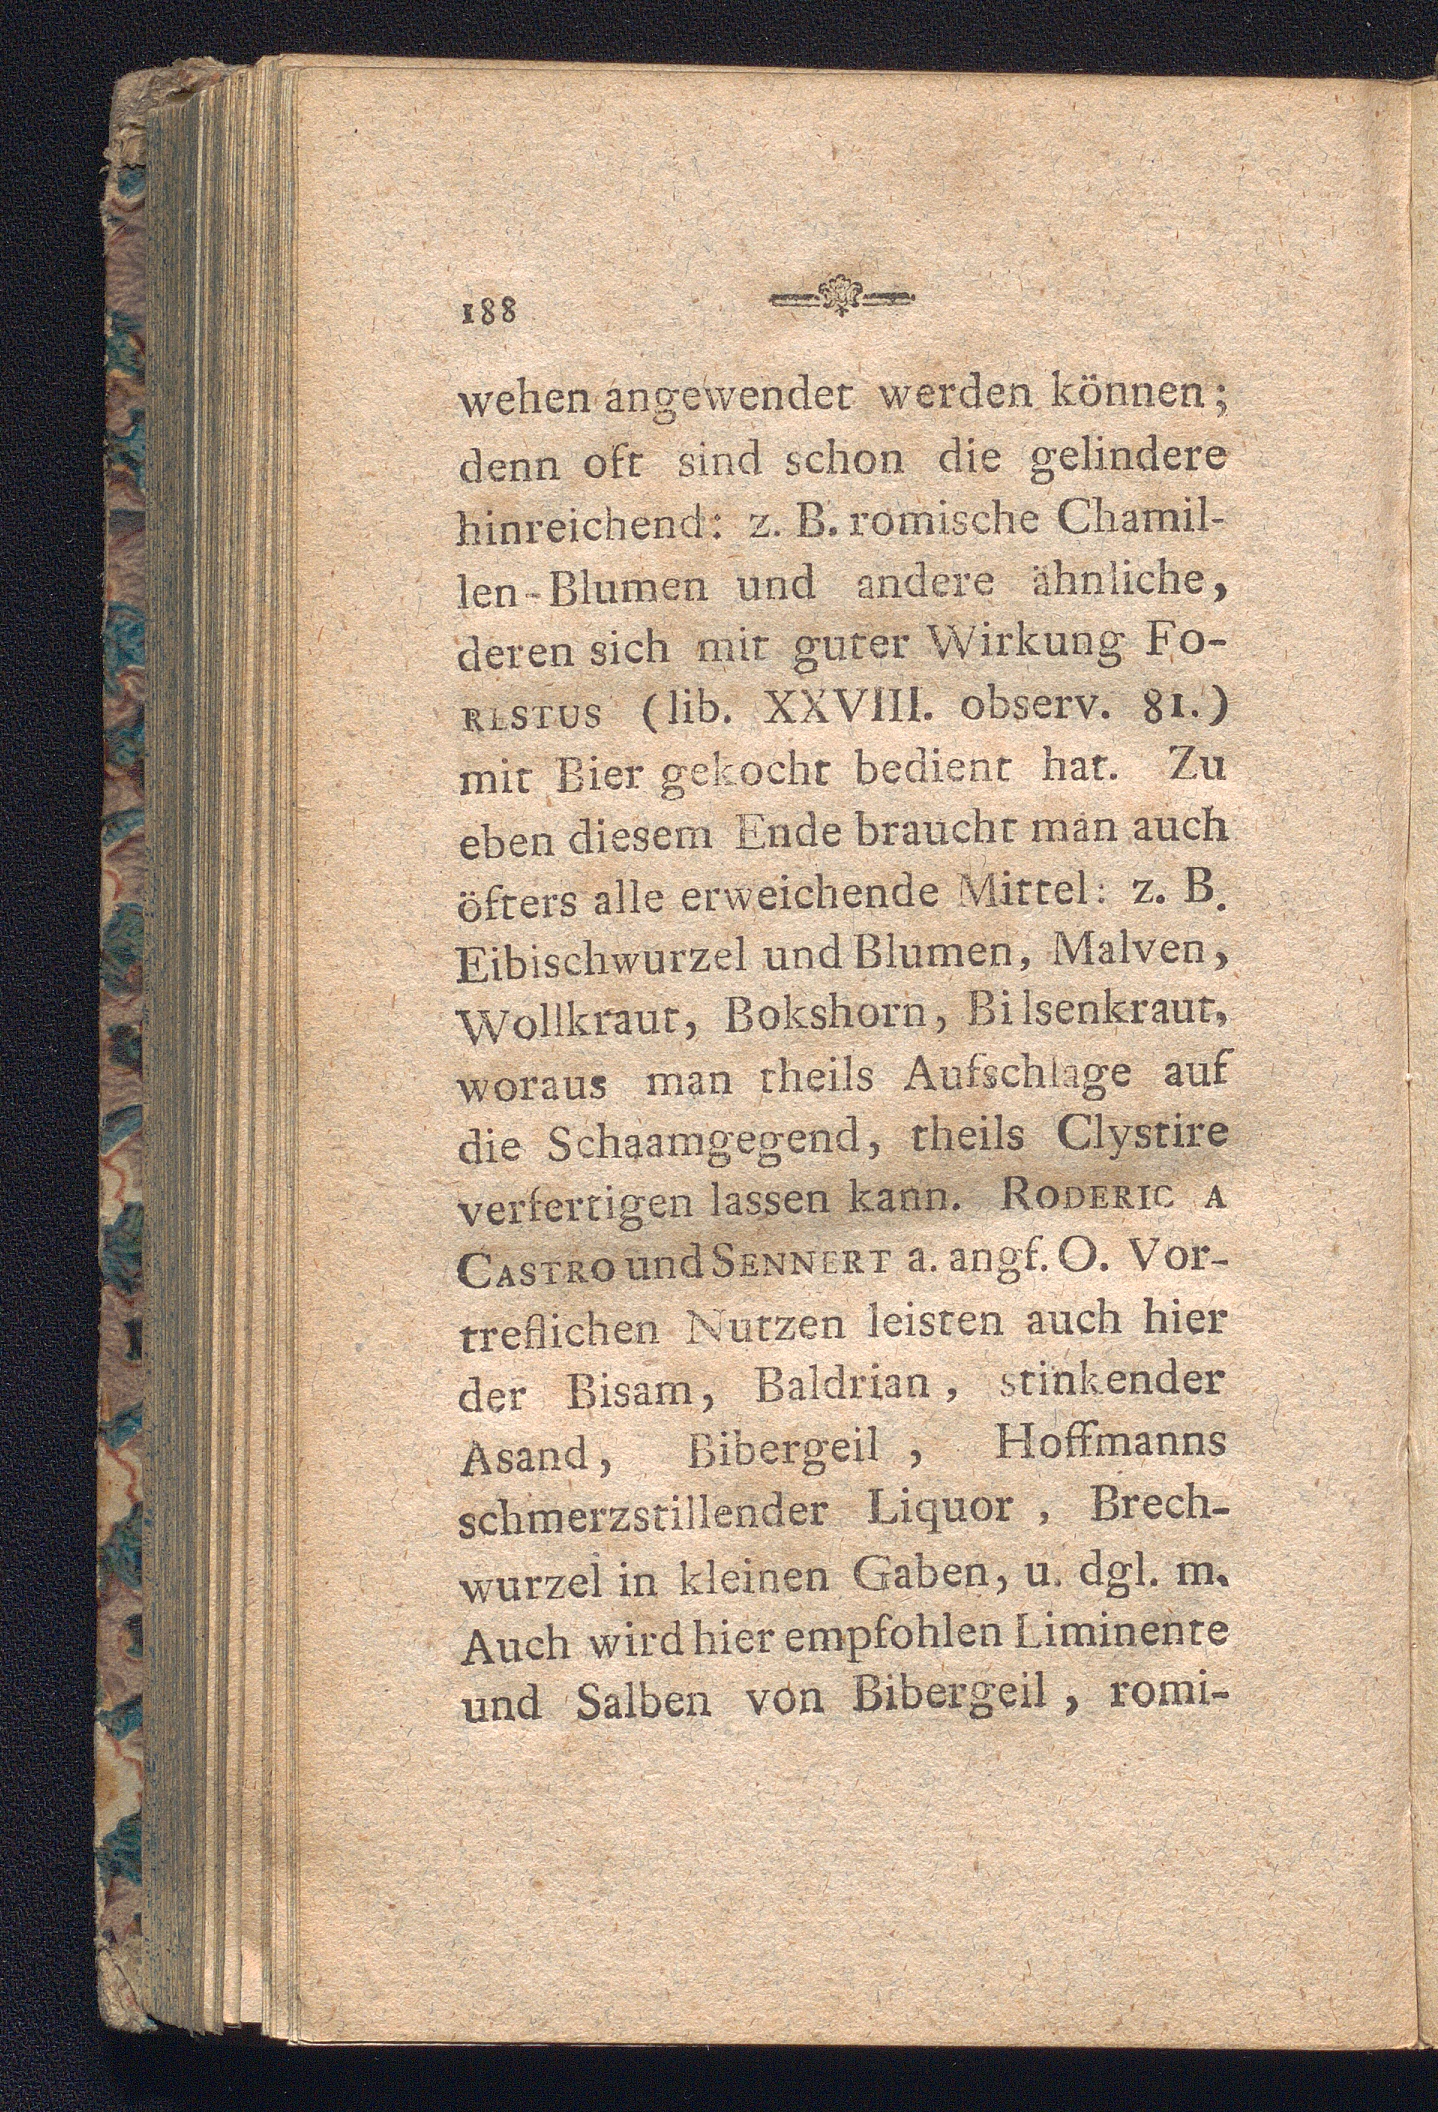 188
wehen angewendet werden können;
denn oft sind schon die gelindere
hinreichend: z. B. römische Chamil-
len-Blumen und andere ähnliche,
deren sich mit guter Wirkung Fo-
RESTUS (lib. XXVIII. observ. 81.)
mit Bier gekocht bedient hat. Zu
eben diesem Ende braucht man auch
öfters alle erweichende Mittel: z. B.
Eibischwurzel und Blumen, Malven,
Wollkraut, Bokshorn, Bilsenkraut,
woraus man theils Aufschläge auf
die Schaamgegend, theils Clystire
verfertigen lassen kann. RODERIC A
CASTRO und SENNERT a. angf. O. Vor-
treflichen Nutzen leisten auch hier
der Bisam, Baldrian, stinkender
Asand, Bibergeil, Hoffmanns
schmerzstillender Liquor, Brech-
wurzel in kleinen Gaben, u. dgl. m.
Auch wird hier empfohlen Liminente
und Salben von Bibergeil, romi-